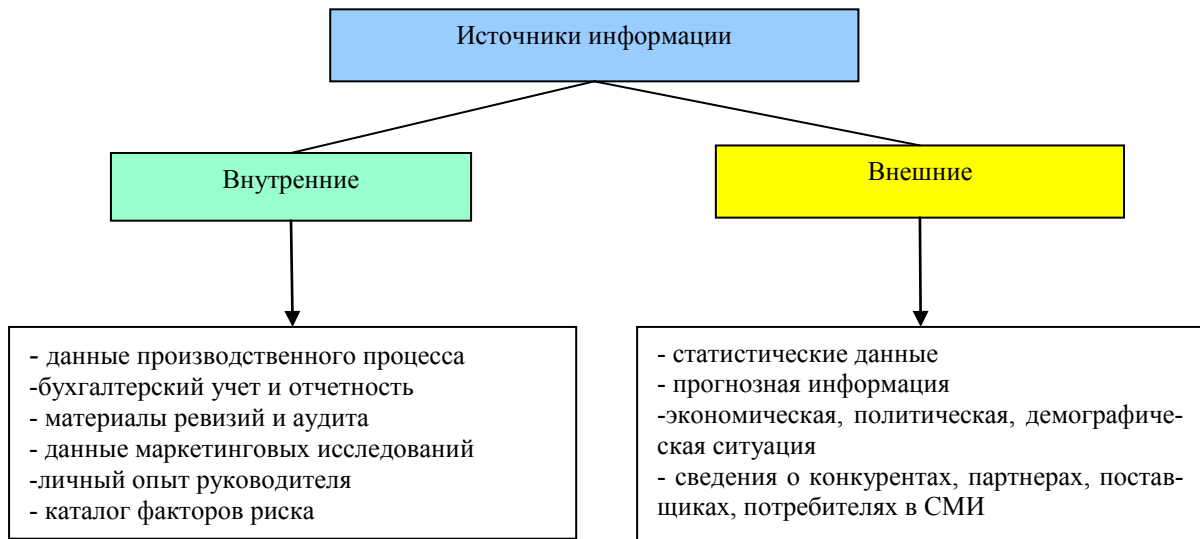 Источники информации
Внутренние
Внешние
- данные производственного процесса
-бухгалтерский учет и отчетность
- материалы ревизий и аудита
- данные маркетинговых исследований
-личный опыт руководителя
- каталог факторов риска
- статистические данные
- прогнозная информация
-экономическая, политическая, демографиче-
ская ситуация
- сведения о конкурентах, партнерах, постав-
щиках, потребителях в СМИ